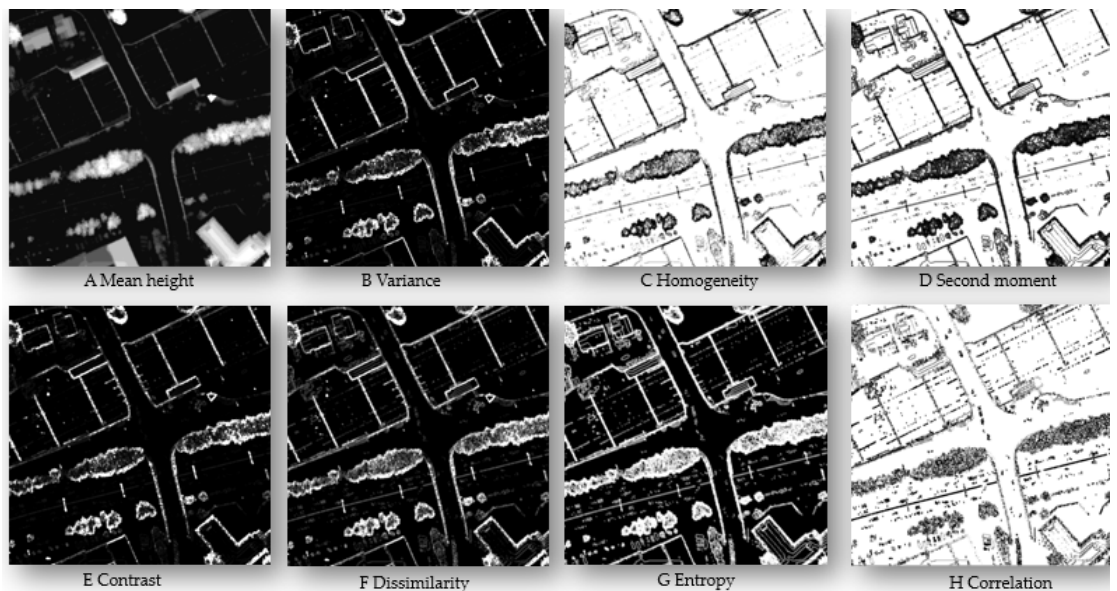 A Mean height
B Variance
C Homogeneity
D Second moment
E Contrast
F Dissimilarity
G Entropy
H Correlation